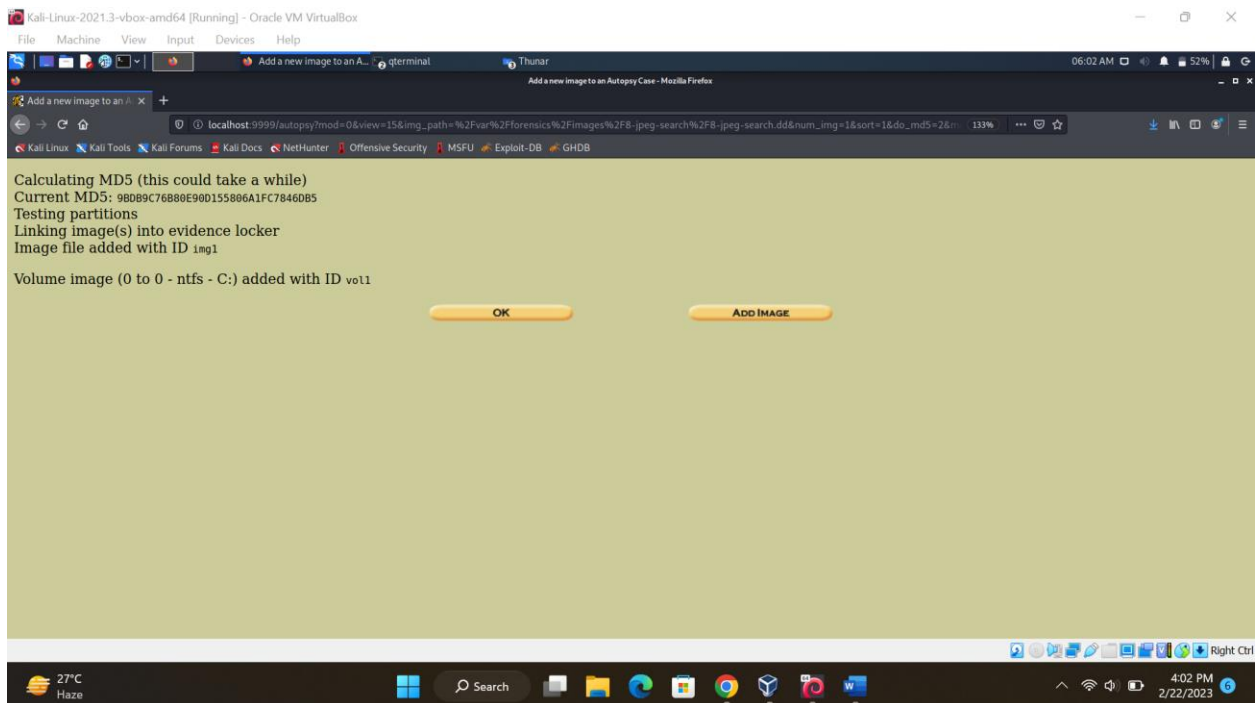 Kali-Linux-2021.3-vbox-amd64 [Running] - Oracle VM VirtualBox
File Machine View Input Devices Help
Add a new image to an A... qterminal Thunar 06:02 AM 52%
Add a new image to an Autopsy Case - Mozilla Firefox
Add a new image to an A
localhost:9999/autopsy?mod=0&view=15&img_path=%2Fvar%2Fforensics%2Fimages%2F8-jpeg-search%2F8-jpeg-search.dd&num_img=1&sort=1&do_md5=2& 133%
Kali Linux Kali Tools Kali Forums Kali Docs NetHunter Offensive Security MSFU Exploit-DB GHDB
Calculating MD5 (this could take a while)
Current MD5: 9BDB9C76B80E90D155806A1FC7846DB5
Testing partitions
Linking image(s) into evidence locker
Image file added with ID img1
Volume image (0 to 0 - ntfs - C:) added with ID vol1
OK ADD IMAGE
Right Ctrl
27°C
Haze
Search
4:02 PM
2/22/2023
6